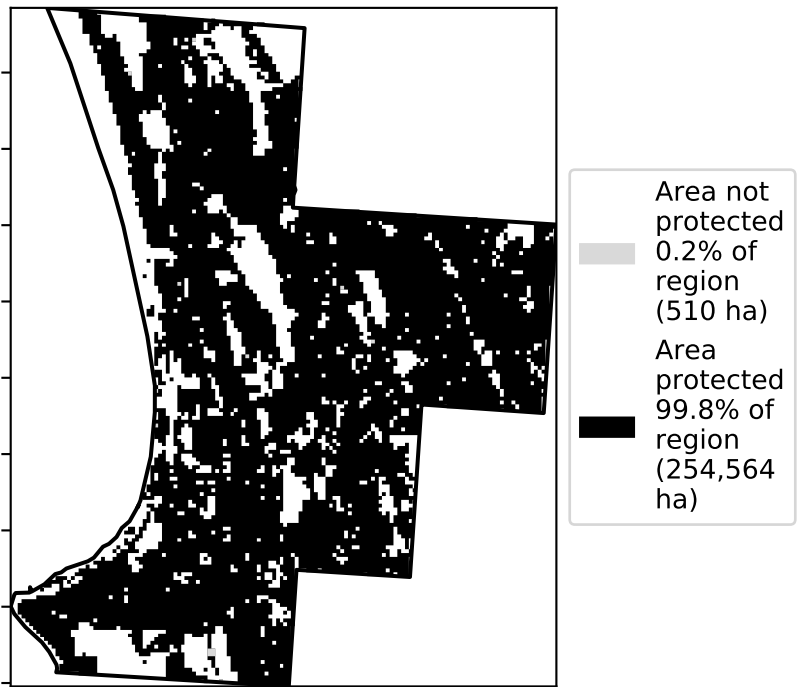 Area not
protected
0.2% of
region
(510 ha)
Area
protected
99.8% of
region
(254,564
ha)